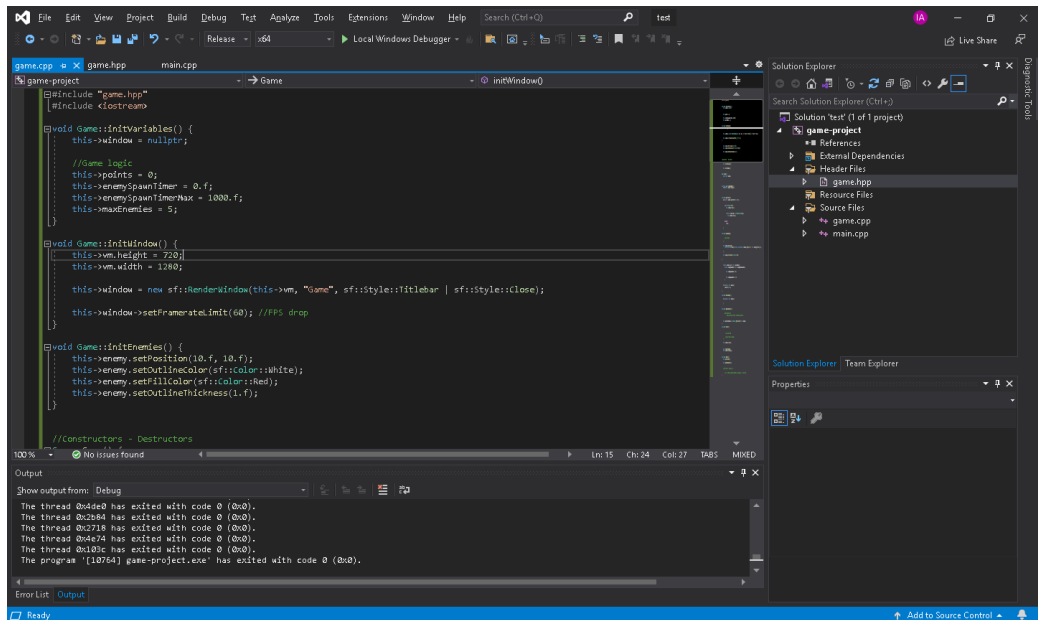 File Edit View Project Build Debug Test Analyze Tools Extensions Window Help Search (Ctrl+Q) test IA
Release x64 Local Windows Debugger Live Share
game.cpp game.hpp main.cpp
game-project Game initWindow()
#include "game.hpp"
#include <iostream>
void Game::initVariables() {
this->window = nullptr;
//Game logic
this->points = 0;
this->enemySpawnTimer = 0.f;
this->enemySpawnTimerMax = 1000.f;
this->maxEnemies = 5;
}
void Game::initWindow() {
this->vm.height = 720;
this->vm.width = 1280;
this->window = new sf::RenderWindow(this->vm, "Game", sf::Style::Titlebar | sf::Style::Close);
this->window->setFramerateLimit(60); //FPS drop
}
void Game::initEnemies() {
this->enemy.setPosition(10.f, 10.f);
this->enemy.setOutlineColor(sf::Color::White);
this->enemy.setFillColor(sf::Color::Red);
this->enemy.setOutlineThickness(1.f);
}
//Constructors - Destructors
100 % No issues found Ln: 15 Ch: 24 Col: 27 TABS MIXED
Output
Show output from: Debug
The thread 0x4de0 has exited with code 0 (0x0).
The thread 0x2b84 has exited with code 0 (0x0).
The thread 0x2718 has exited with code 0 (0x0).
The thread 0x4e74 has exited with code 0 (0x0).
The thread 0x103c has exited with code 0 (0x0).
The program '[10764] game-project.exe' has exited with code 0 (0x0).
Error List Output
Solution Explorer
Search Solution Explorer (Ctrl+;)
Solution 'test' (1 of 1 project)
game-project
References
External Dependencies
Header Files
game.hpp
Resource Files
Source Files
game.cpp
main.cpp
Solution Explorer Team Explorer
Properties
Diagnostic Tools
Ready Add to Source Control